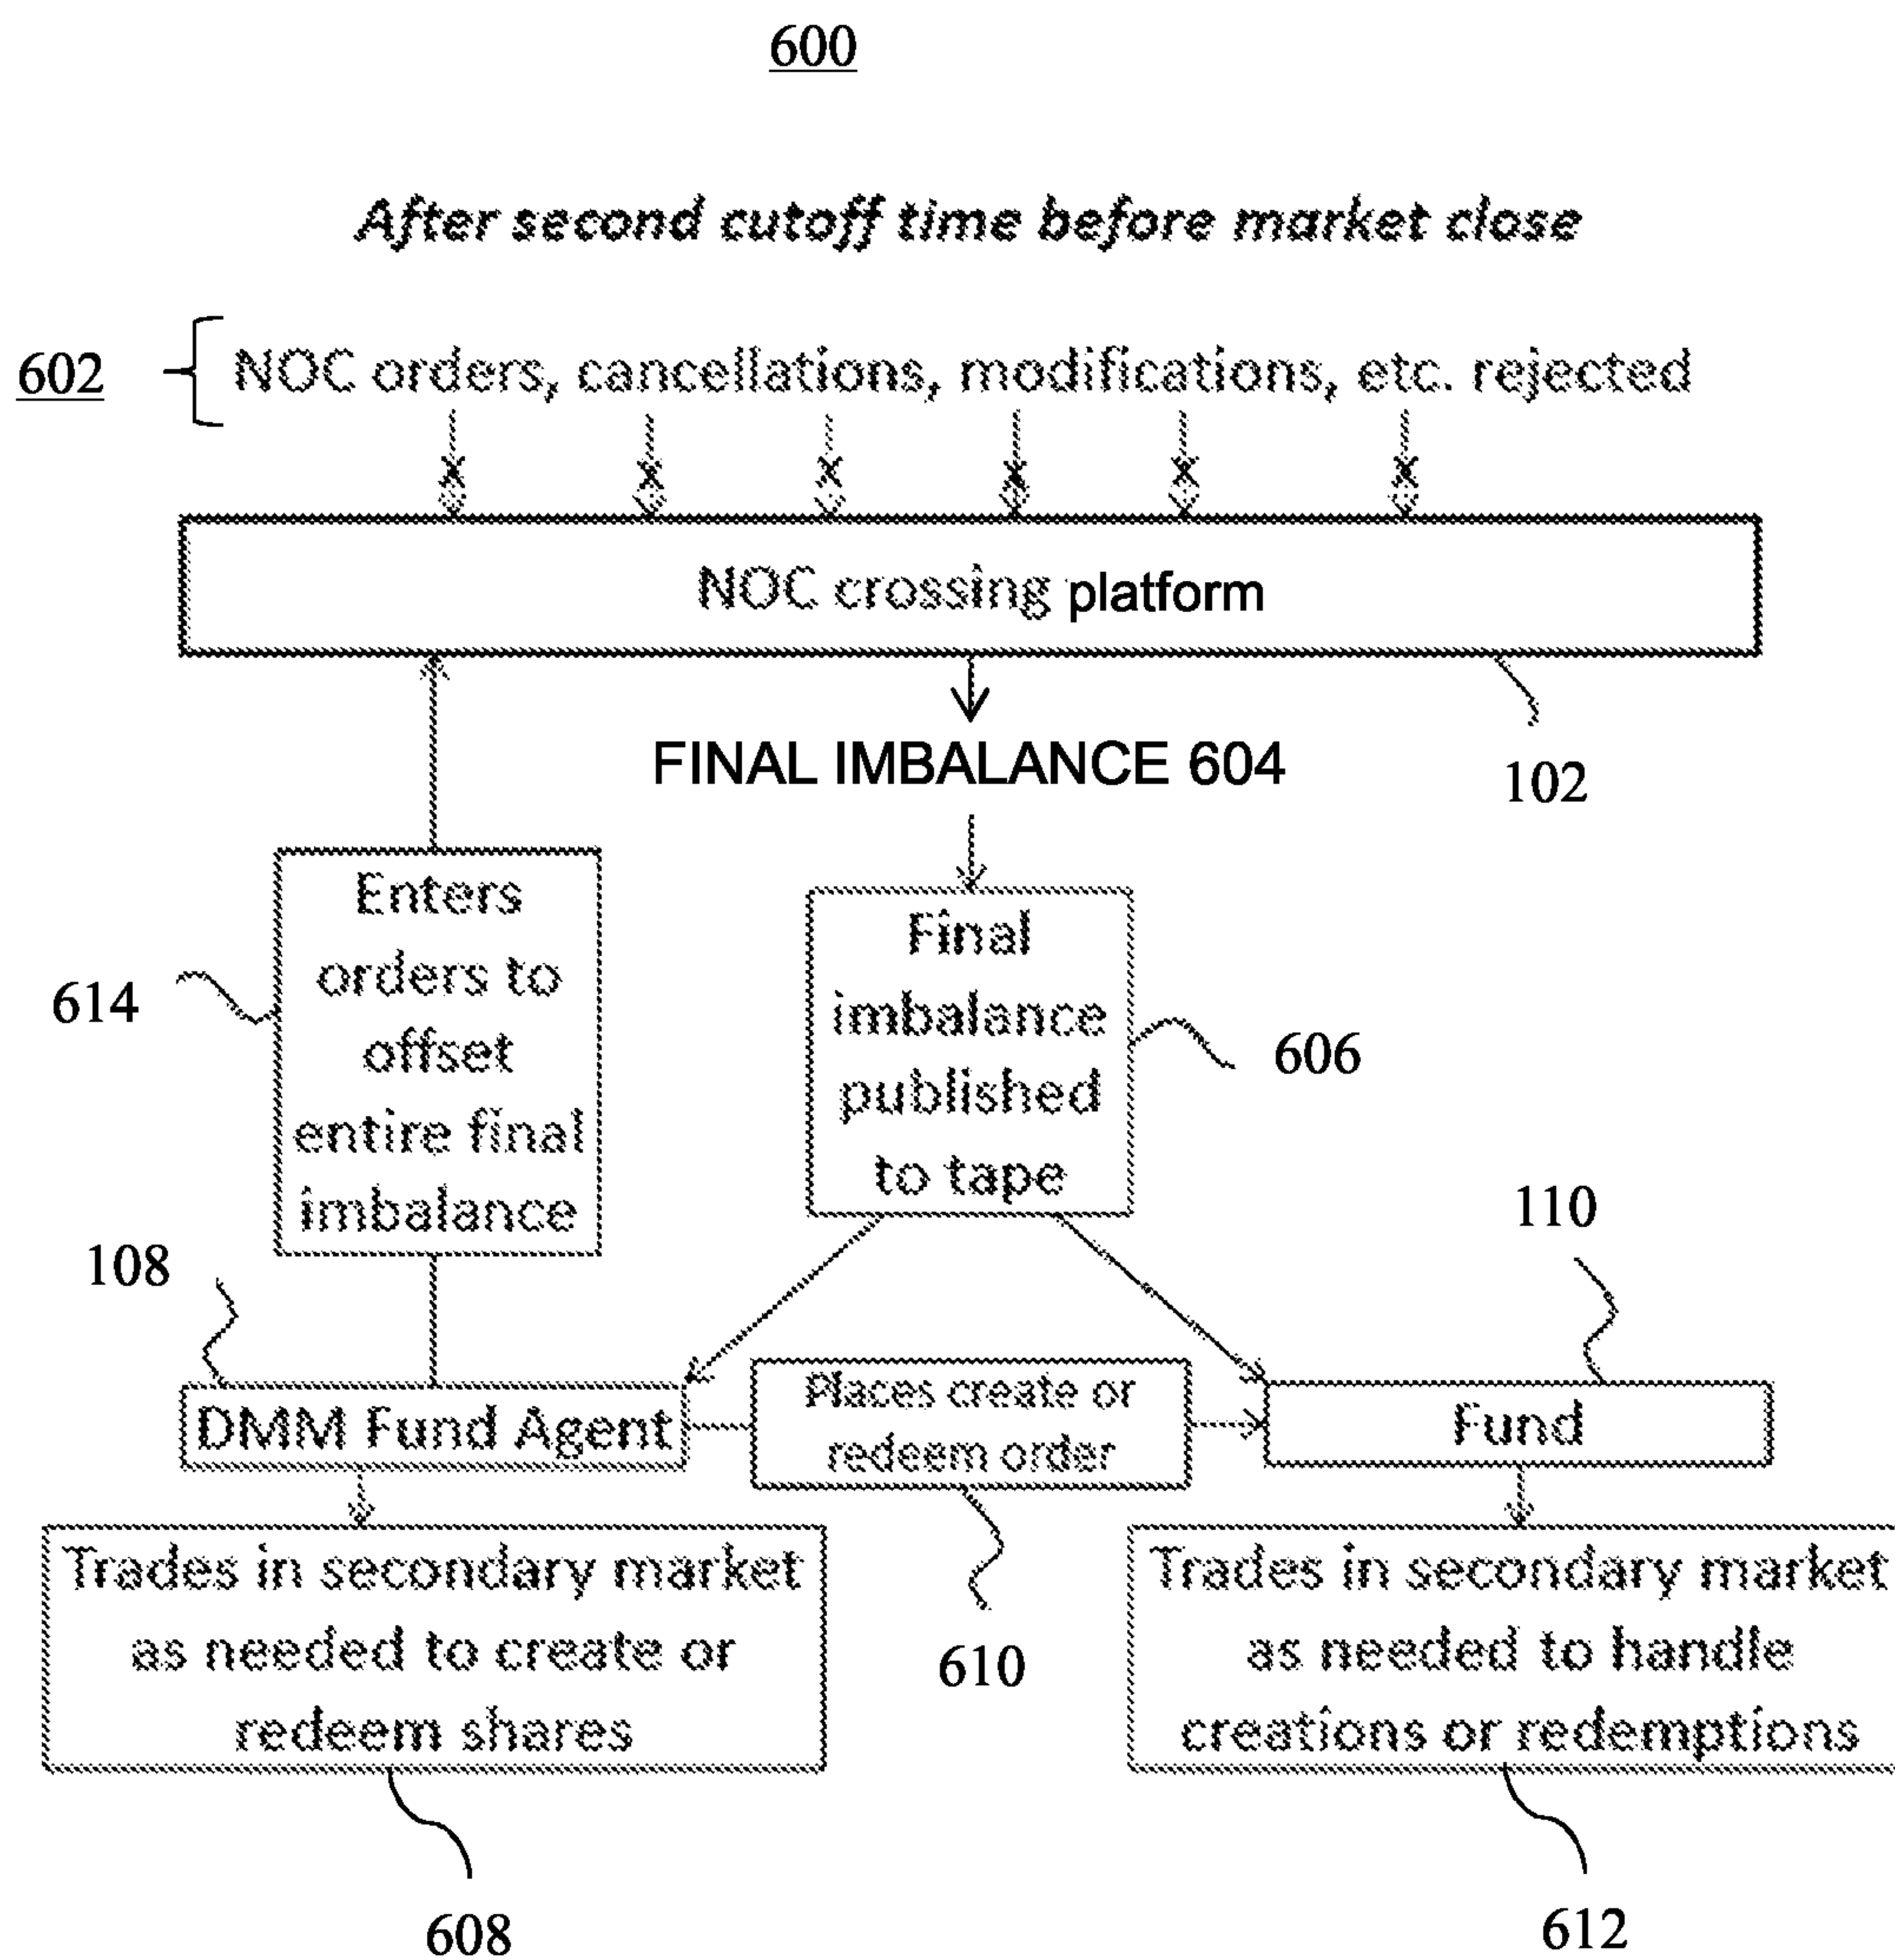 600
After second cutoff time before market close
602
NOC orders, cancellations, modifications, etc. rejected
NOC crossing platform
FINAL IMBALANCE 604
102
Enters
orders to
offset
entire final
imbalance
614
Final
imbalance
published
to tape
606
108
110
DMM Fund Agent
Places create or
redeem order
Fund
Trades in secondary market
as needed to create or
redeem shares
610
Trades in secondary market
as needed to handle
creations or redemptions
608
612